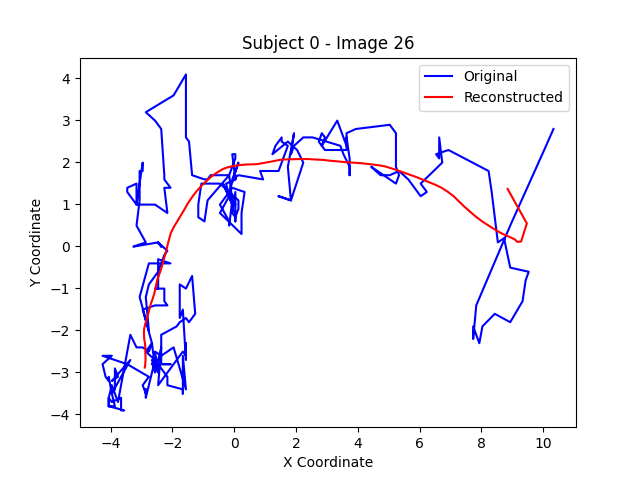 Subject 0 - Image 26
Original
Reconstructed
Y Coordinate
4
3
2
1
0
−1
−2
−3
−4
−4 −2 0 2 4 6 8 10
X Coordinate